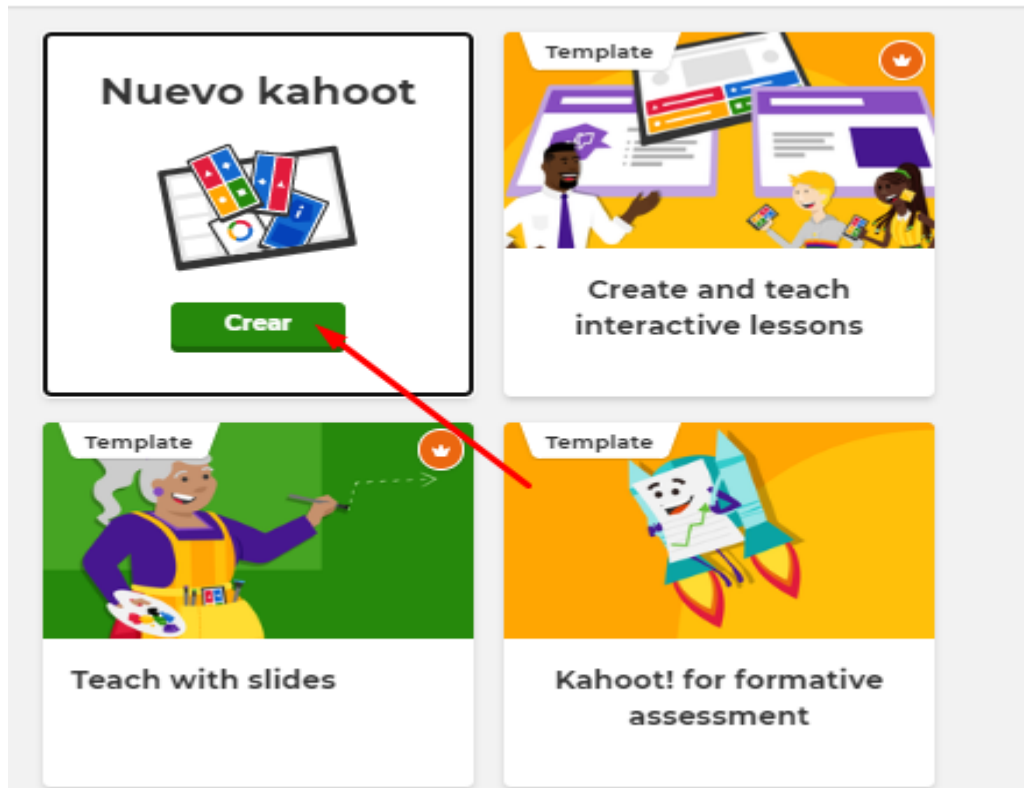 Nuevo kahoot
Crear
Template
Create and teach
interactive lessons
Template
Teach with slides
Template
Kahoot! for formative
assessment